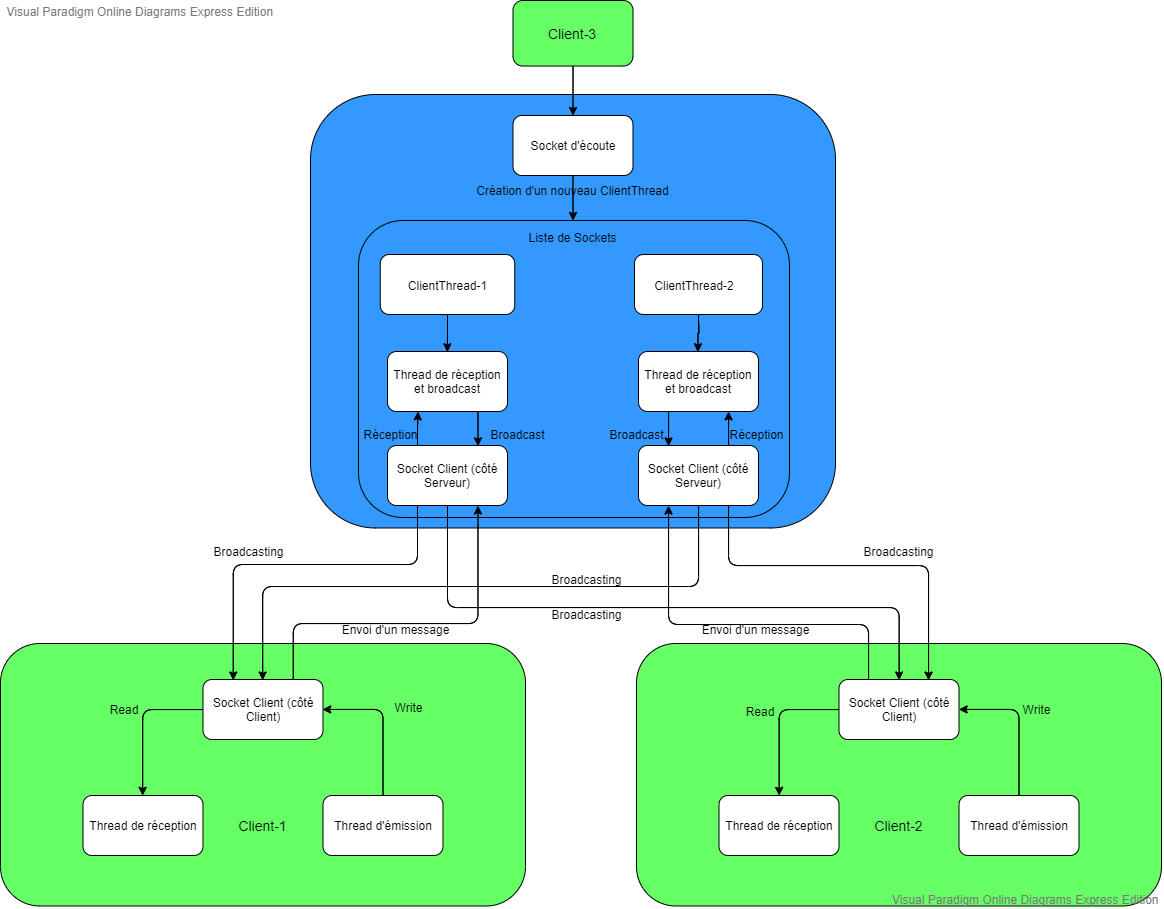 Visual Paradigm Online Diagrams Express Edition
Client-3
Socket d'écoute
Création d'un nouveau ClientThread
Liste de Sockets
ClientThread-1
ClientThread-2
Thread de réception
et broadcast
Thread de réception
et broadcast
Réception
Broadcast
Broadcast
Réception
Socket Client (côté
Serveur)
Socket Client (côté
Serveur)
Broadcasting
Broadcasting
Broadcasting
Broadcasting
Envoi d'un message
Envoi d'un message
Socket Client (côté
Client)
Socket Client (côté
Client)
Read
Write
Read
Write
Thread de réception
Client-1
Thread d'émission
Thread de réception
Client-2
Thread d'émission
Visual Paradigm Online Diagrams Express Edition